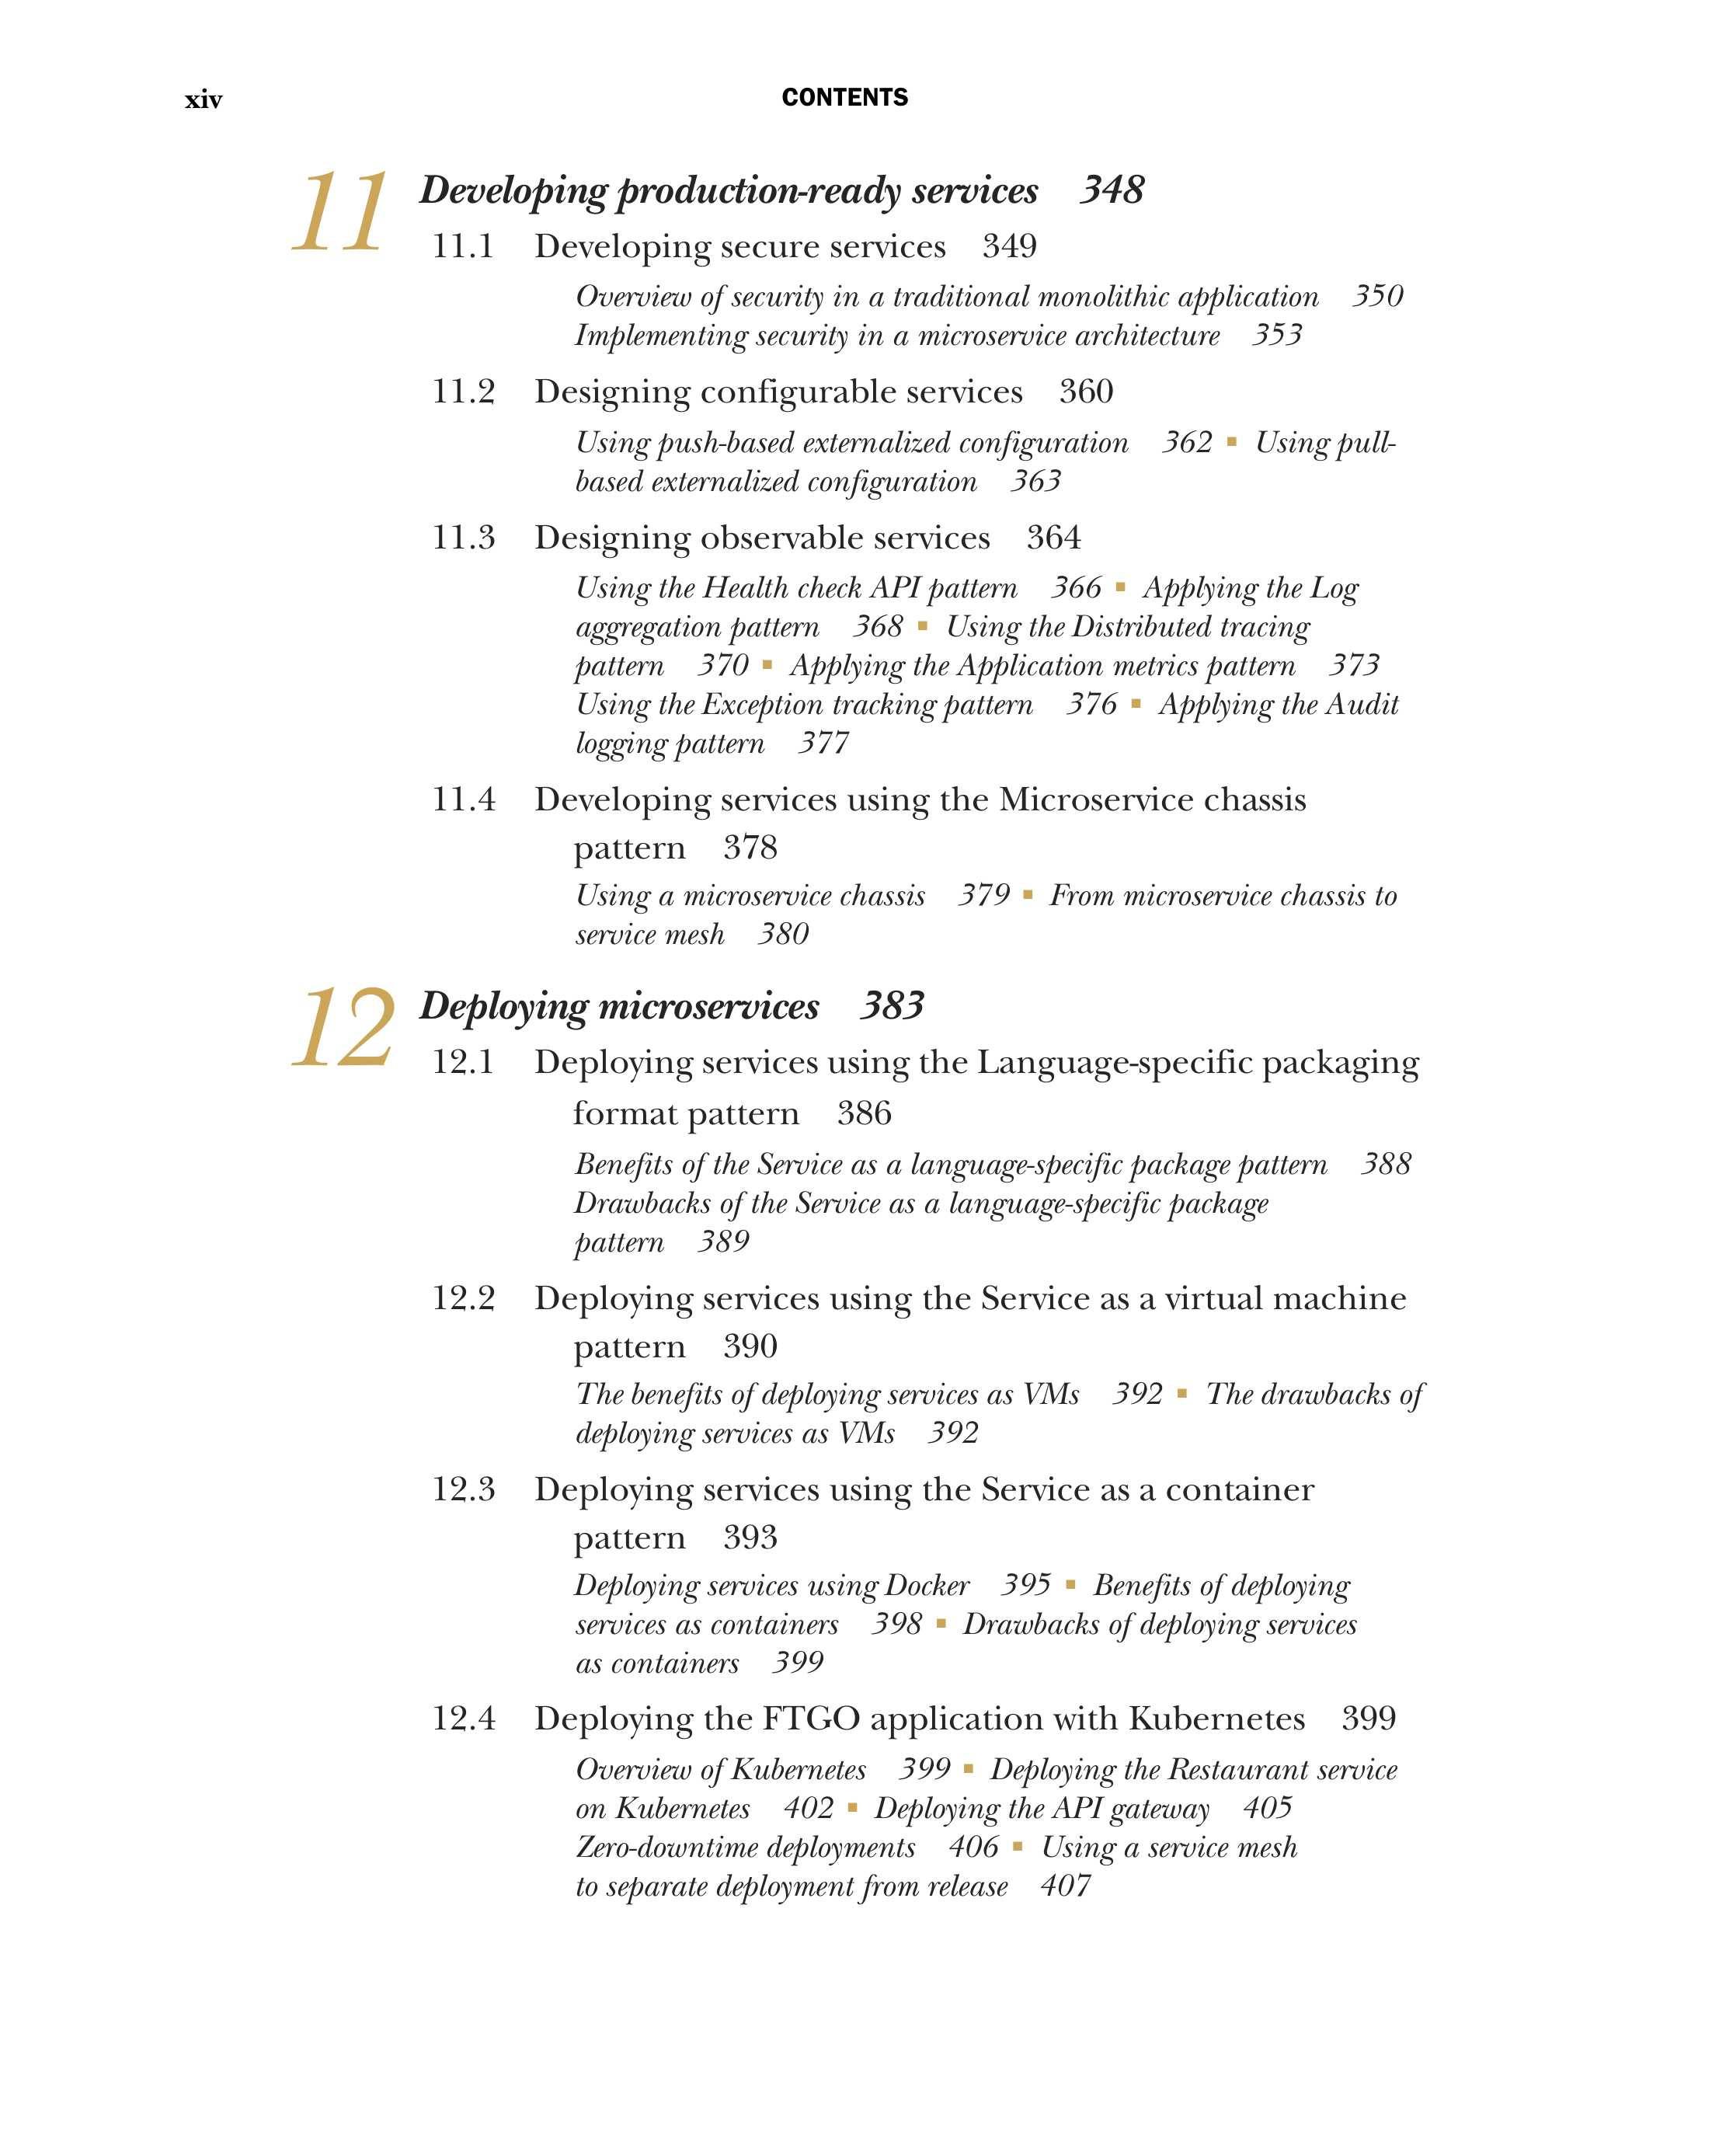 xiv
CONTENTS
11
Developing production-ready services 348
11.1 Developing secure services 349
Overview of security in a traditional monolithic application 350
Implementing security in a microservice architecture 353
11.2 Designing configurable services 360
Using push-based externalized configuration 362 ■ Using pull-
based externalized configuration 363
11.3 Designing observable services 364
Using the Health check API pattern 366 ■ Applying the Log
aggregation pattern 368 ■ Using the Distributed tracing
pattern 370 ■ Applying the Application metrics pattern 373
Using the Exception tracking pattern 376 ■ Applying the Audit
logging pattern 377
11.4 Developing services using the Microservice chassis
pattern 378
Using a microservice chassis 379 ■ From microservice chassis to
service mesh 380
12
Deploying microservices 383
12.1 Deploying services using the Language-specific packaging
format pattern 386
Benefits of the Service as a language-specific package pattern 388
Drawbacks of the Service as a language-specific package
pattern 389
12.2 Deploying services using the Service as a virtual machine
pattern 390
The benefits of deploying services as VMs 392 ■ The drawbacks of
deploying services as VMs 392
12.3 Deploying services using the Service as a container
pattern 393
Deploying services using Docker 395 ■ Benefits of deploying
services as containers 398 ■ Drawbacks of deploying services
as containers 399
12.4 Deploying the FTGO application with Kubernetes 399
Overview of Kubernetes 399 ■ Deploying the Restaurant service
on Kubernetes 402 ■ Deploying the API gateway 405
Zero-downtime deployments 406 ■ Using a service mesh
to separate deployment from release 407